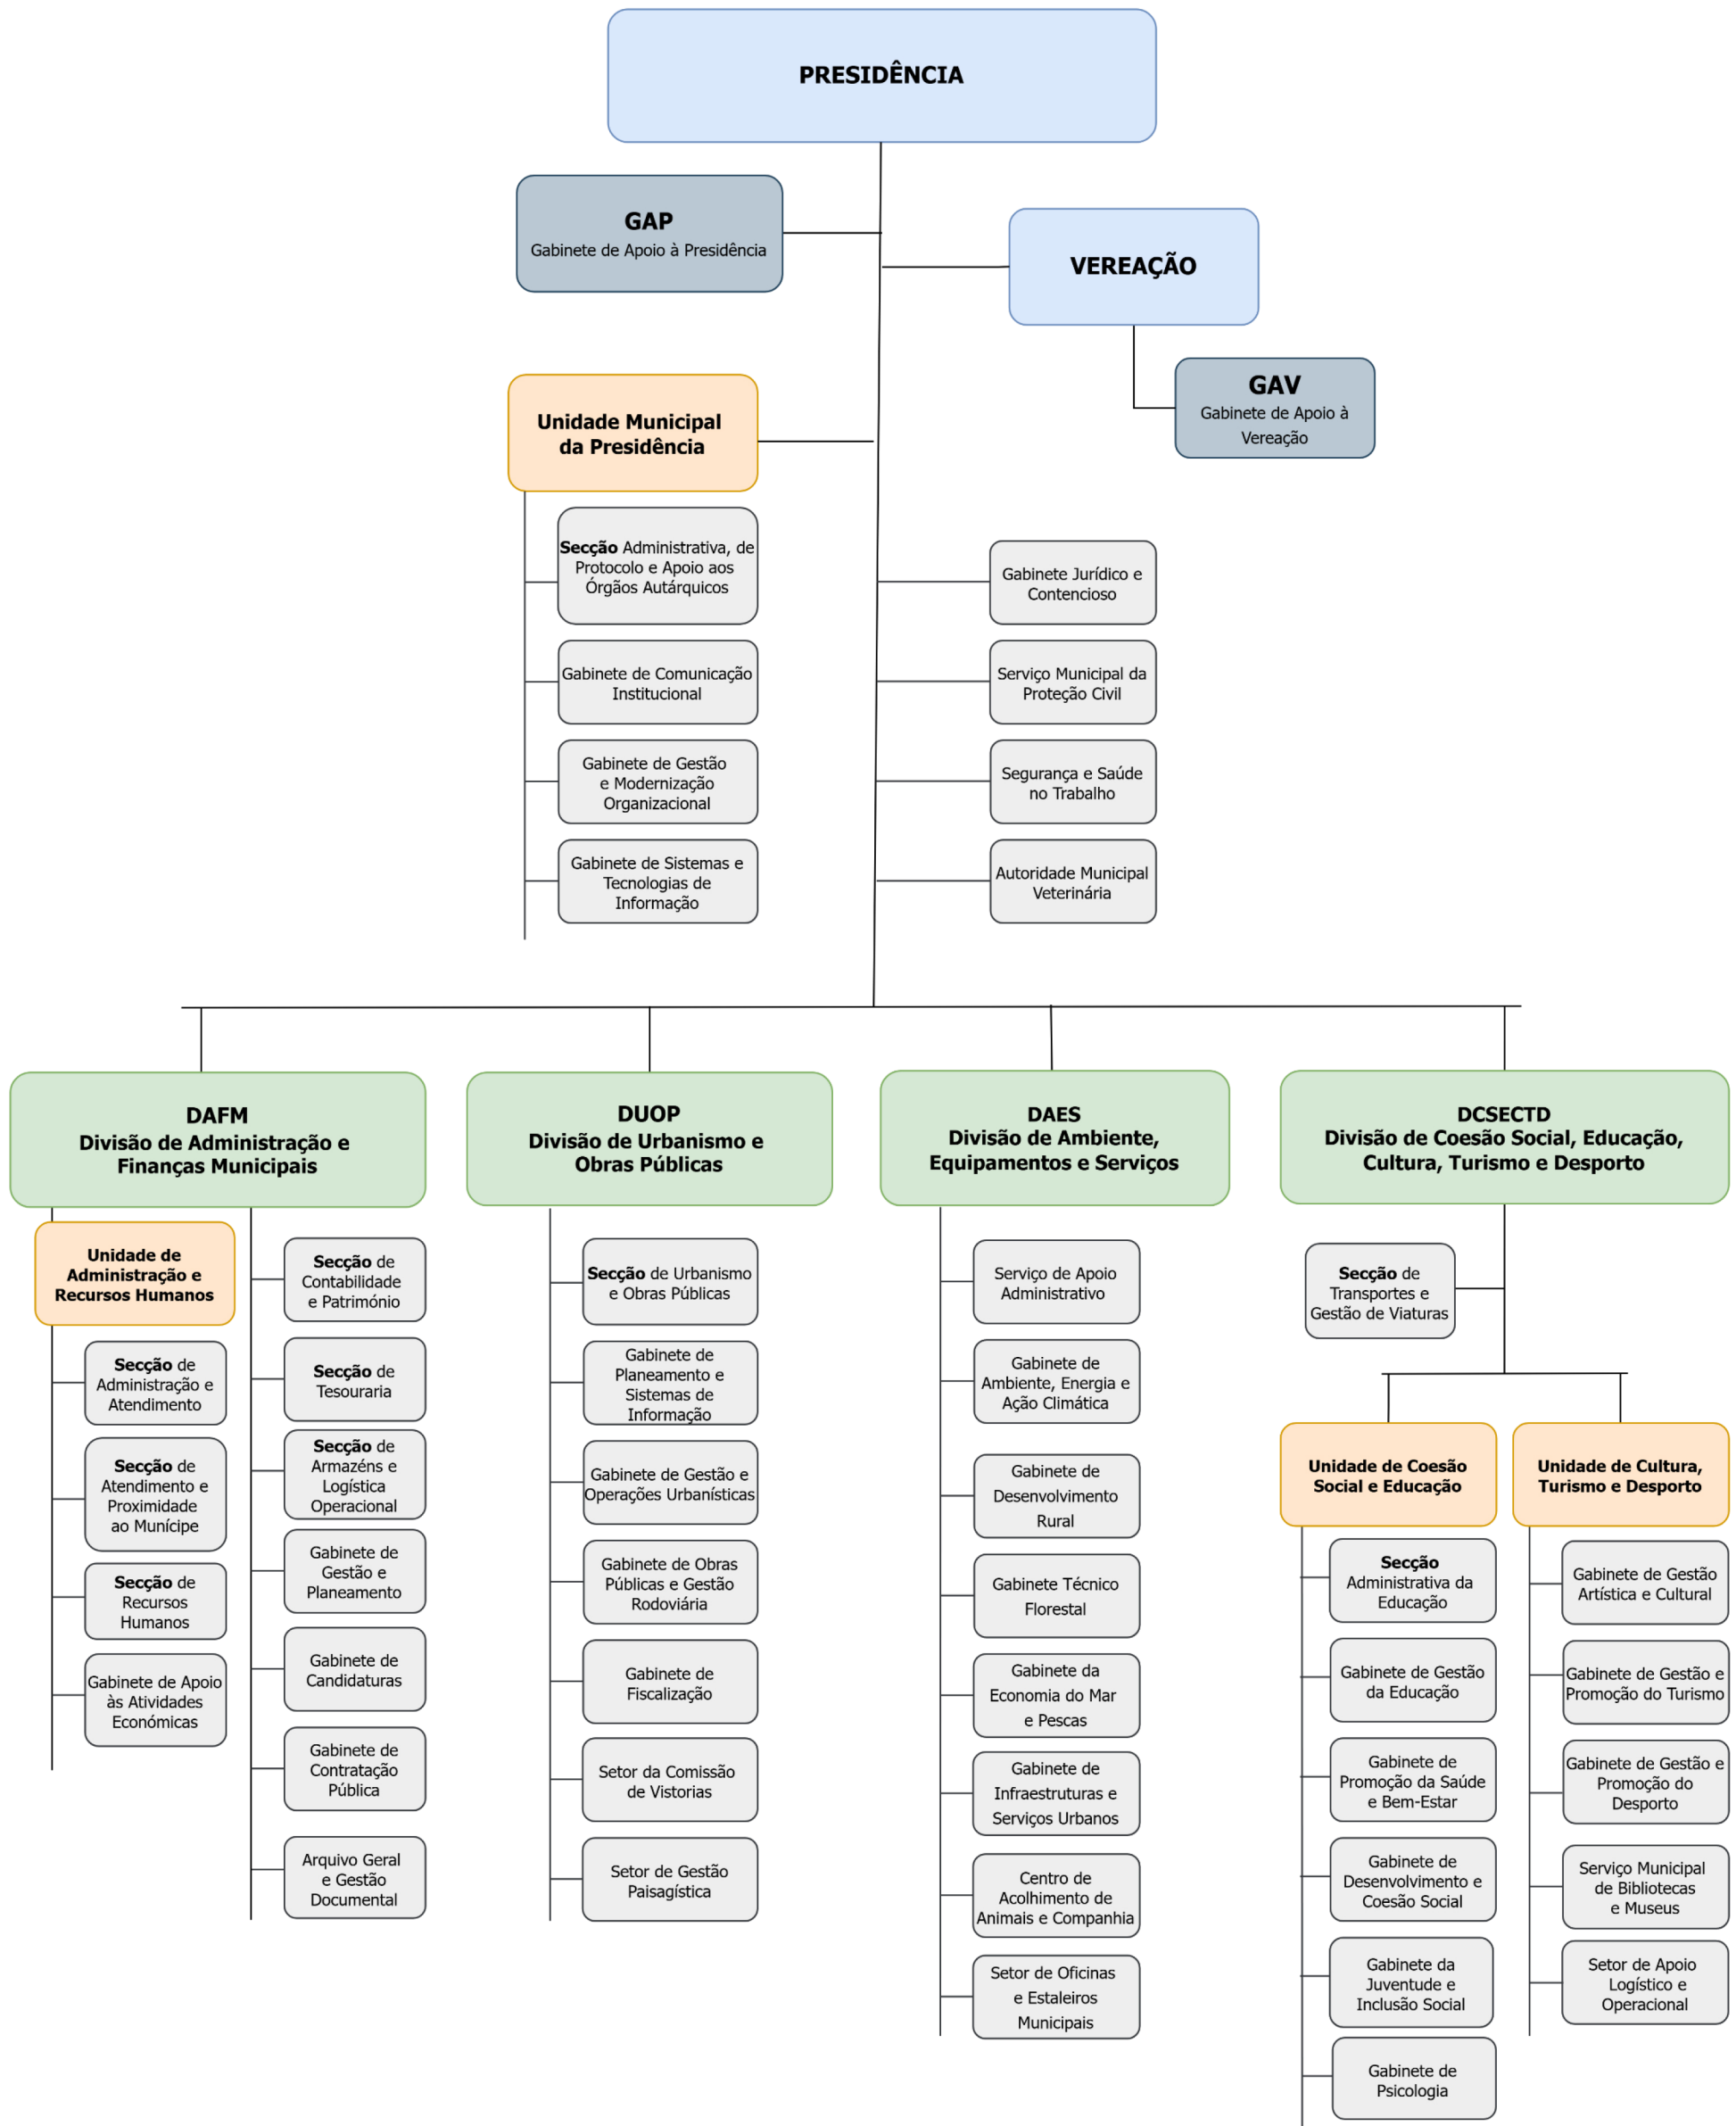 PRESIDÊNCIA
GAP
Gabinete de Apoio à Presidência
VEREAÇÃO
GAV
Gabinete de Apoio à
Vereação
Unidade Municipal
da Presidência
Secção Administrativa, de
Protocolo e Apoio aos
Órgãos Autárquicos
Gabinete de Comunicação
Institucional
Gabinete de Gestão
e Modernização
Organizacional
Gabinete de Sistemas e
Tecnologias de
Informação
Gabinete Jurídico e
Contencioso
Serviço Municipal da
Proteção Civil
Segurança e Saúde
no Trabalho
Autoridade Municipal
Veterinária
DAFM
Divisão de Administração e
Finanças Municipais
Unidade de
Administração e
Recursos Humanos
Secção de
Administração e
Atendimento
Secção de
Atendimento e
Proximidade
ao Munícipe
Secção de
Recursos
Humanos
Gabinete de Apoio
às Atividades
Económicas
Secção de
Contabilidade
e Património
Secção de
Tesouraria
Secção de
Armazéns e
Logística
Operacional
Gabinete de
Gestão e
Planeamento
Gabinete de
Candidaturas
Gabinete de
Contratação
Pública
Arquivo Geral
e Gestão
Documental
DUOP
Divisão de Urbanismo e
Obras Públicas
Secção de Urbanismo
e Obras Públicas
Gabinete de
Planeamento e
Sistemas de
Informação
Gabinete de Gestão e
Operações Urbanísticas
Gabinete de Obras
Públicas e Gestão
Rodoviária
Gabinete de
Fiscalização
Setor da Comissão
de Vistorias
Setor de Gestão
Paisagística
DAES
Divisão de Ambiente,
Equipamentos e Serviços
Serviço de Apoio
Administrativo
Gabinete de
Ambiente, Energia e
Ação Climática
Gabinete de
Desenvolvimento
Rural
Gabinete Técnico
Florestal
Gabinete da
Economia do Mar
e Pescas
Gabinete de
Infraestruturas e
Serviços Urbanos
Centro de
Acolhimento de
Animais e Companhia
Setor de Oficinas
e Estaleiros
Municipais
DCSECTD
Divisão de Coesão Social, Educação,
Cultura, Turismo e Desporto
Secção de
Transportes e
Gestão de Viaturas
Unidade de Coesão
Social e Educação
Secção
Administrativa da
Educação
Gabinete de Gestão
da Educação
Gabinete de
Promoção da Saúde
e Bem-Estar
Gabinete de
Desenvolvimento e
Coesão Social
Gabinete da
Juventude e
Inclusão Social
Gabinete de
Psicologia
Unidade de Cultura,
Turismo e Desporto
Gabinete de Gestão
Artística e Cultural
Gabinete de Gestão e
Promoção do Turismo
Gabinete de Gestão e
Promoção do
Desporto
Serviço Municipal
de Bibliotecas
e Museus
Setor de Apoio
Logístico e
Operacional